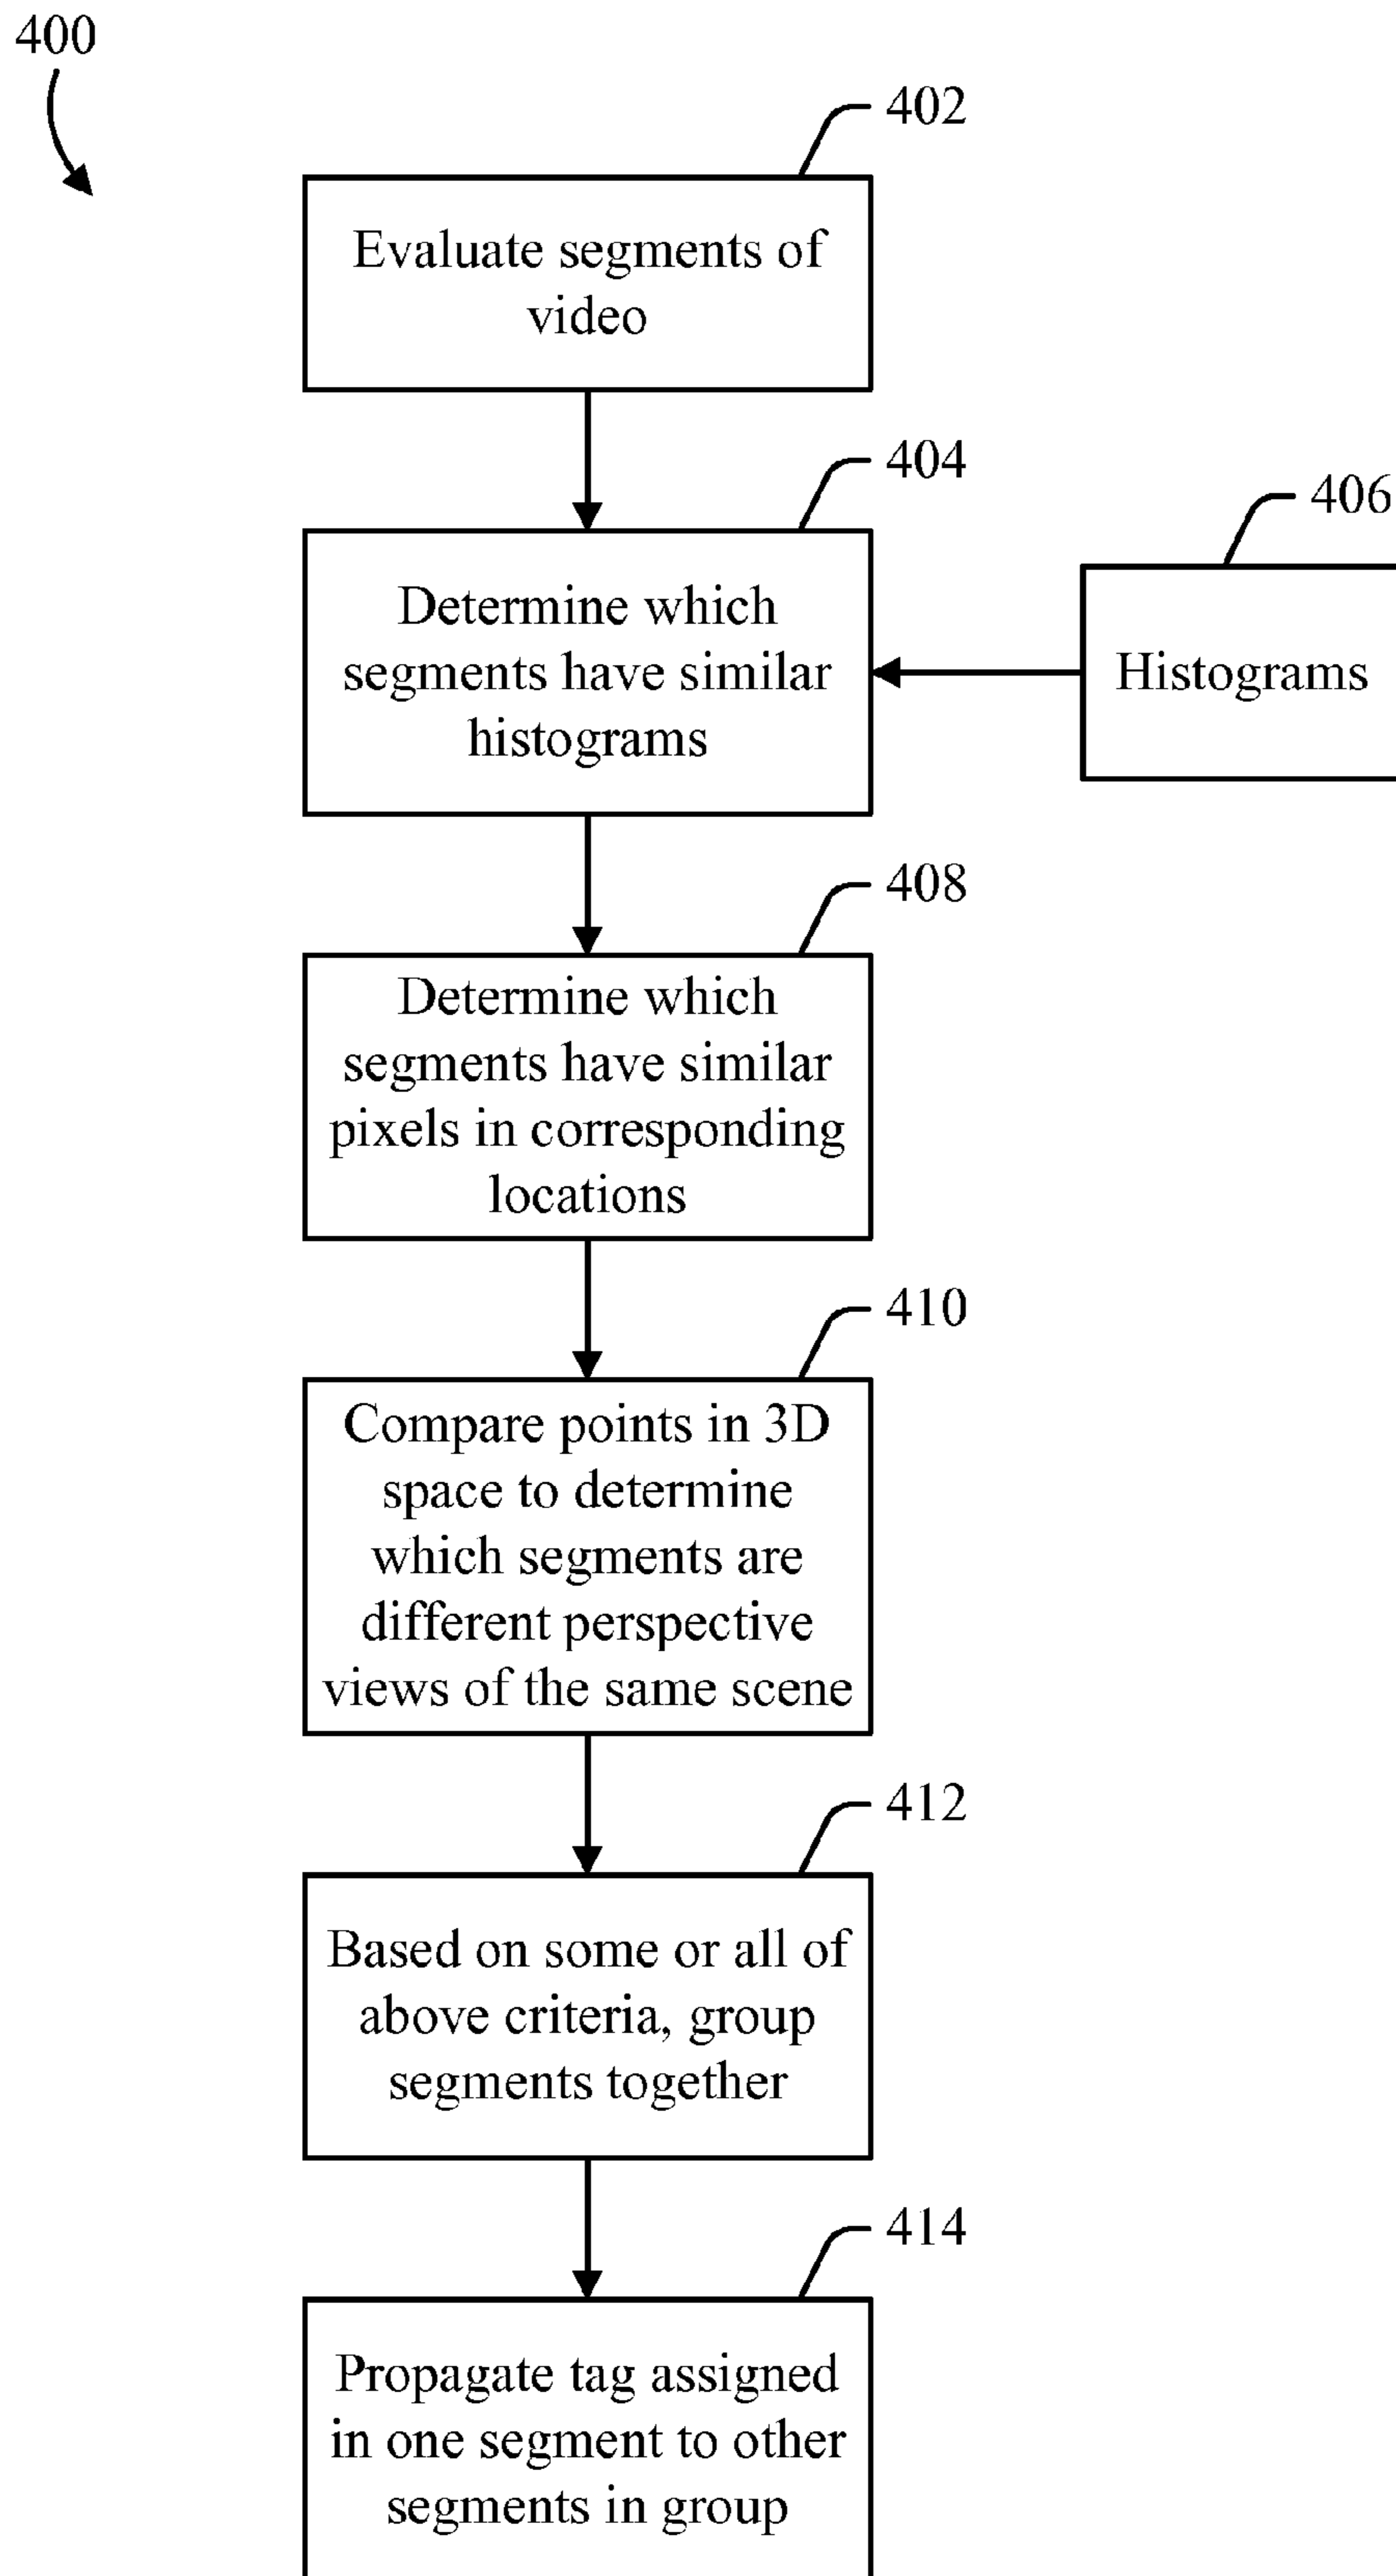 400
402
Evaluate segments of
video
404
406
Determine which
segments have similar
histograms
Histograms
408
Determine which
segments have similar
pixels in corresponding
locations
410
Compare points in 3D
space to determine
which segments are
different perspective
views of the same scene
412
Based on some or all of
above criteria, group
segments together
414
Propagate tag assigned
in one segment to other
segments in group